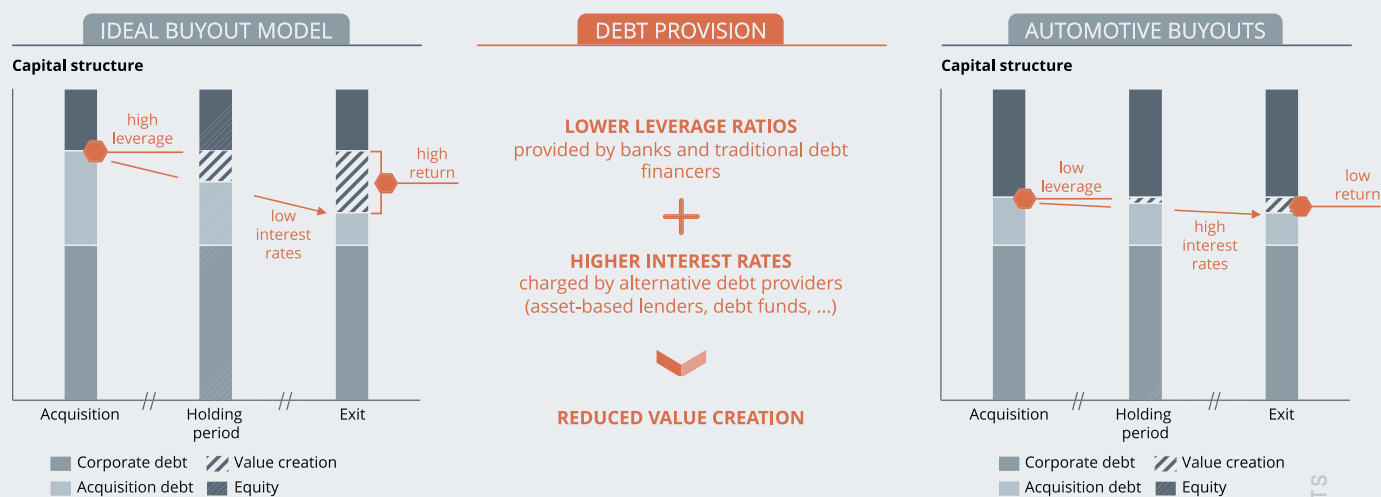 IDEAL BUYOUT MODEL
Capital structure
high
leverage
high
return
low
interest
rates
Acquisition
Holding
period
Exit
Corporate debt
Value creation
Acquisition debt
Equity
DEBT PROVISION
LOWER LEVERAGE RATIOS
provided by banks and traditional debt
financers
+
HIGHER INTEREST RATES
charged by alternative debt providers
(asset-based lenders, debt funds, ...)
REDUCED VALUE CREATION
AUTOMOTIVE BUYOUTS
Capital structure
low
leverage
low
return
high
interest
rates
Acquisition
Holding
period
Exit
Corporate debt
Value creation
Acquisition debt
Equity